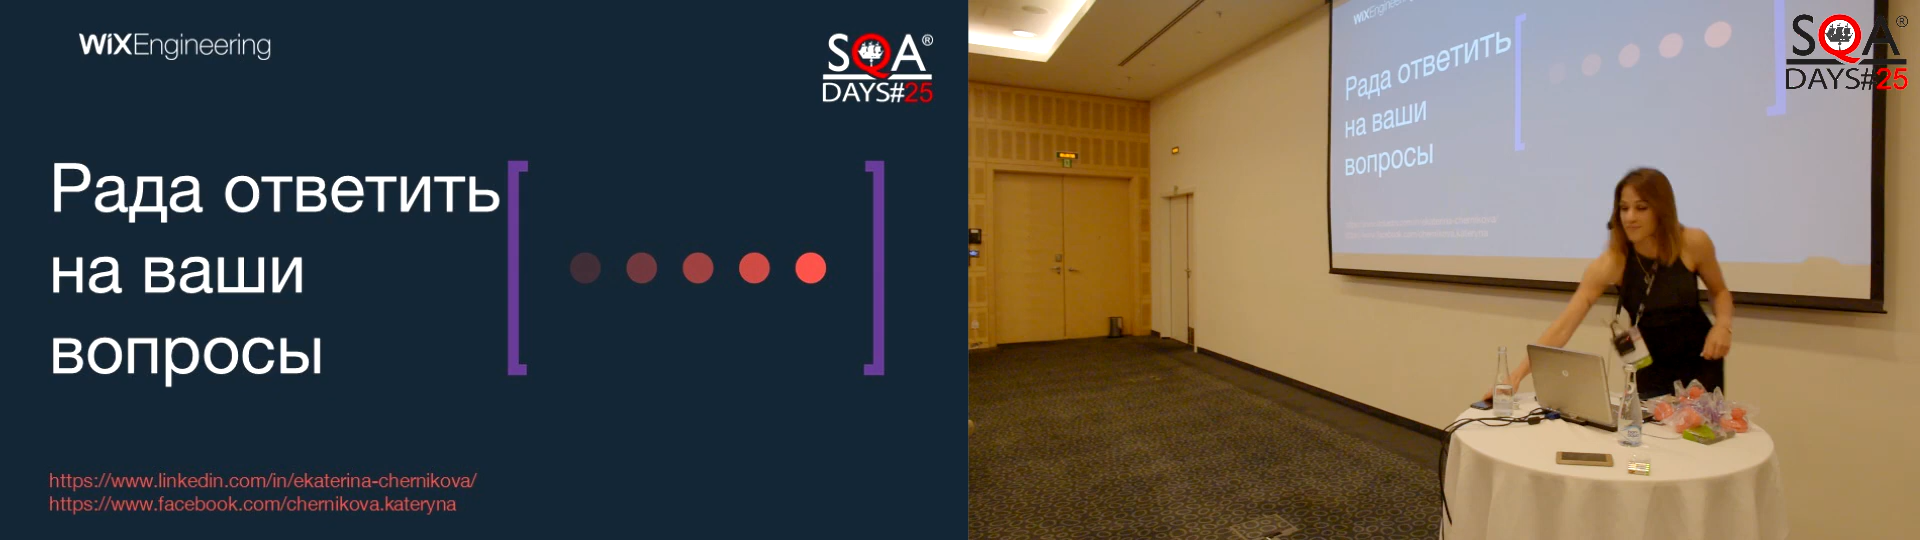 WiXEngineering
SQA®
DAYS#25
Рада ответить
на ваши
вопросы
https://www.linkedin.com/in/ekaterina-chernikova/
https://www.facebook.com/chernikova.kateryna
WiXEngineering
Рада ответить
на ваши
вопросы
SQA®
DAYS#25